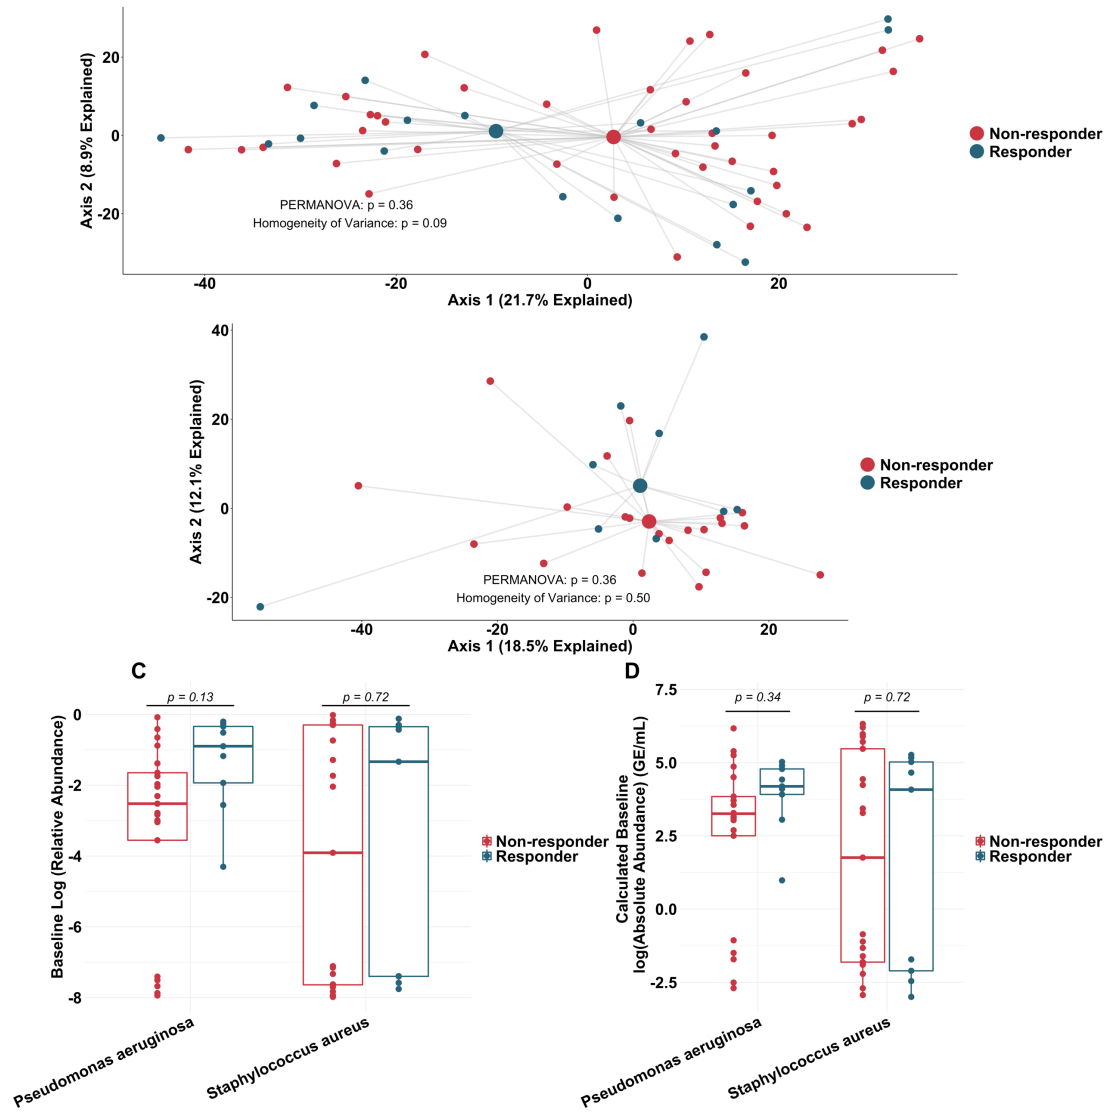 Axis 2 (8.9% Explained)
20
0
-20
PERMANOVA: p = 0.36
Homogeneity of Variance: p = 0.09
-40
-20
0
20
Axis 1 (21.7% Explained)
Non-responder
Responder
Axis 2 (12.1% Explained)
40
20
0
-20
PERMANOVA: p = 0.36
Homogeneity of Variance: p = 0.50
-40
-20
0
20
Axis 1 (18.5% Explained)
Non-responder
Responder
C
Baseline Log (Relative Abundance)
0
-2
-4
-6
-8
p = 0.13
p = 0.72
Pseudomonas aeruginosa
Staphylococcus aureus
Non-responder
Responder
D
Calculated Baseline
log(Absolute Abundance) (GE/mL)
7.5
5.0
2.5
0.0
-2.5
p = 0.34
p = 0.72
Pseudomonas aeruginosa
Staphylococcus aureus
Non-responder
Responder